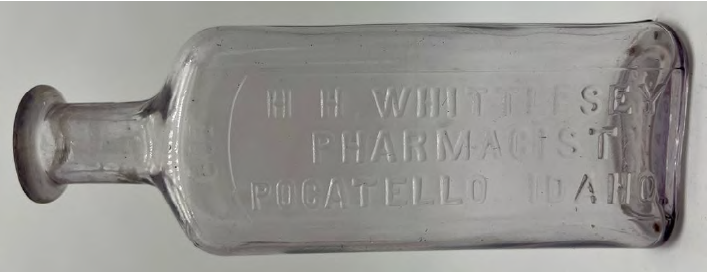 H H WHITTLESEY
PHARMACIST
POCATELLO IDAHO